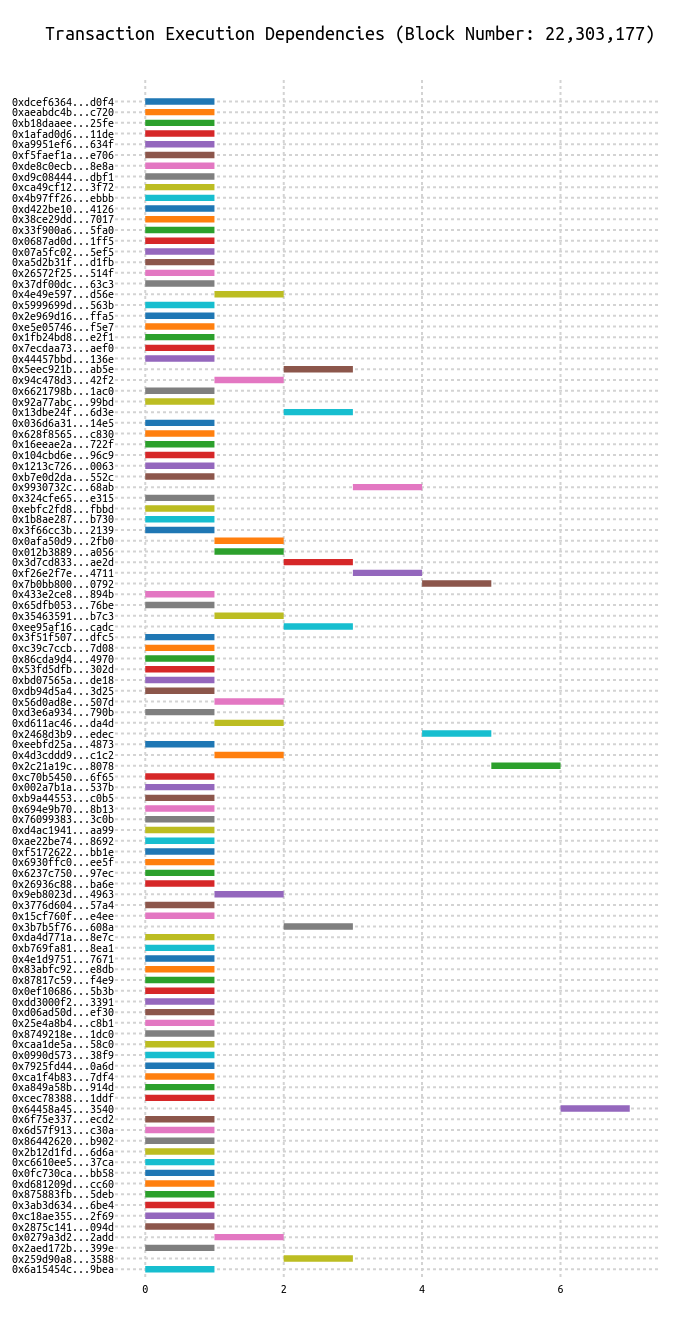 Transaction Execution Dependencies (Block Number: 22,303,177)
0xdcef6364...d0f4
0xaeabdc4b...c720
0xb18daaee...25fe
0x1afad0d6...11de
0xa9951ef6...634f
0xf5faef1a...e706
0xde8c0ecb...8e8a
0xd9c08444...dbf1
0xca49cf12...3f72
0x4b97ff26...ebbb
0xd422be10...4126
0x38ce29dd...7017
0x33f900a6...5fa0
0x0687ad0d...1ff5
0x07a5fc02...5ef5
0xa5d2b31f...d1fb
0x26572f25...514f
0x37df00dc...63c3
0x4e49e597...d56e
0x5999699d...563b
0x2e969d16...ffa5
0xe5e05746...f5e7
0x1fb24bd8...e2f1
0x7ecdaa73...aef0
0x44457bbd...136e
0x5eec921b...ab5e
0x94c478d3...42f2
0x6621798b...1ac0
0x92a77abc...99bd
0x13dbe24f...6d3e
0x036d6a31...14e5
0x628f8565...c830
0x16eeae2a...722f
0x104cbd6e...96c9
0x1213c726...0063
0xb7e0d2da...552c
0x9930732c...68ab
0x324cfe65...e315
0xebfc2fd8...fbbd
0x1b8ae287...b730
0x3f66cc3b...2139
0x0afa50d9...2fb0
0x012b3889...a056
0x3d7cd833...ae2d
0xf26e2f7e...4711
0x7b0bb800...0792
0x433e2ce8...894b
0x65dfb053...76be
0x35463591...b7c3
0xee95af16...cadc
0x3f51f507...dfc5
0xc39c7ccb...7d08
0x86cda9d4...4970
0x53fd5dfb...302d
0xbd07565a...de18
0xdb94d5a4...3d25
0x56d0ad8e...507d
0xd3e6a934...790b
0xd611ac46...da4d
0x2468d3b9...edec
0xeebfd25a...4873
0x4d3cddd9...c1c2
0x2c21a19c...8078
0xc70b5450...6f65
0x002a7b1a...537b
0xb9a44553...c0b5
0x694e9b70...8b13
0x76099383...3c0b
0xd4ac1941...aa99
0xae22be74...8692
0xf5172622...bb1e
0x6930ffc0...ee5f
0x6237c750...97ec
0x26936c88...ba6e
0x9eb8023d...4963
0x3776d604...57a4
0x15cf760f...e4ee
0x3b7b5f76...608a
0xda4d771a...8e7c
0xb769fa81...8ea1
0x4e1d9751...7671
0x83abfc92...e8db
0x87817c59...f4e9
0x0ef10686...5b3b
0xdd3000f2...3391
0xd06ad50d...ef30
0x25e4a8b4...c8b1
0x8749218e...1dc0
0xcaa1de5a...58c0
0x0990d573...38f9
0x7925fd44...0a6d
0xca1f4b83...7df4
0xa849a58b...914d
0xcec78388...1ddf
0x64458a45...3540
0x6f75e337...ecd2
0x6d57f913...c30a
0x86442620...b902
0x2b12d1fd...6d6a
0xc6610ee5...37ca
0x0fc730ca...bb58
0xd681209d...cc60
0x875883fb...5deb
0x3ab3d634...6be4
0xc18ae355...2f69
0x2875c141...094d
0x0279a3d2...2add
0x2aed172b...399e
0x259d90a8...3588
0x6a15454c...9bea
0 2 4 6